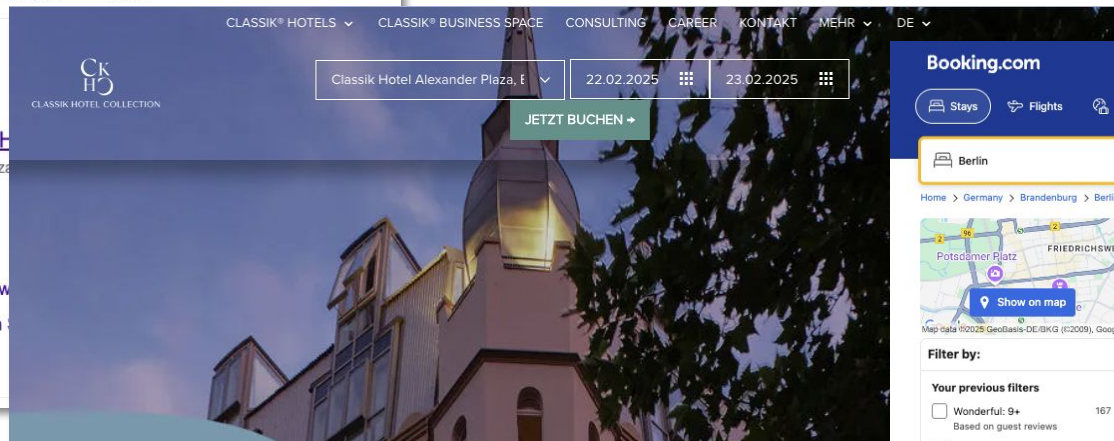 CLASSIK® HOTELS
CLASSIK® BUSINESS SPACE
CONSULTING
CAREER
KONTAKT
MEHR
DE
CK
HC
CLASSIK HOTEL COLLECTION
Classik Hotel Alexander Plaza,
22.02.2025
23.02.2025
JETZT BUCHEN →
Booking.com
Stays
Flights
Berlin
Home > Germany > Brandenburg >
Potsdamer Platz
96
2
2
Show on map
Map data ©2025 GeoBasis-DE/BKG (©2009),
Filter by:
Your previous filters
Wonderful: 9+ 167
Based on guest reviews